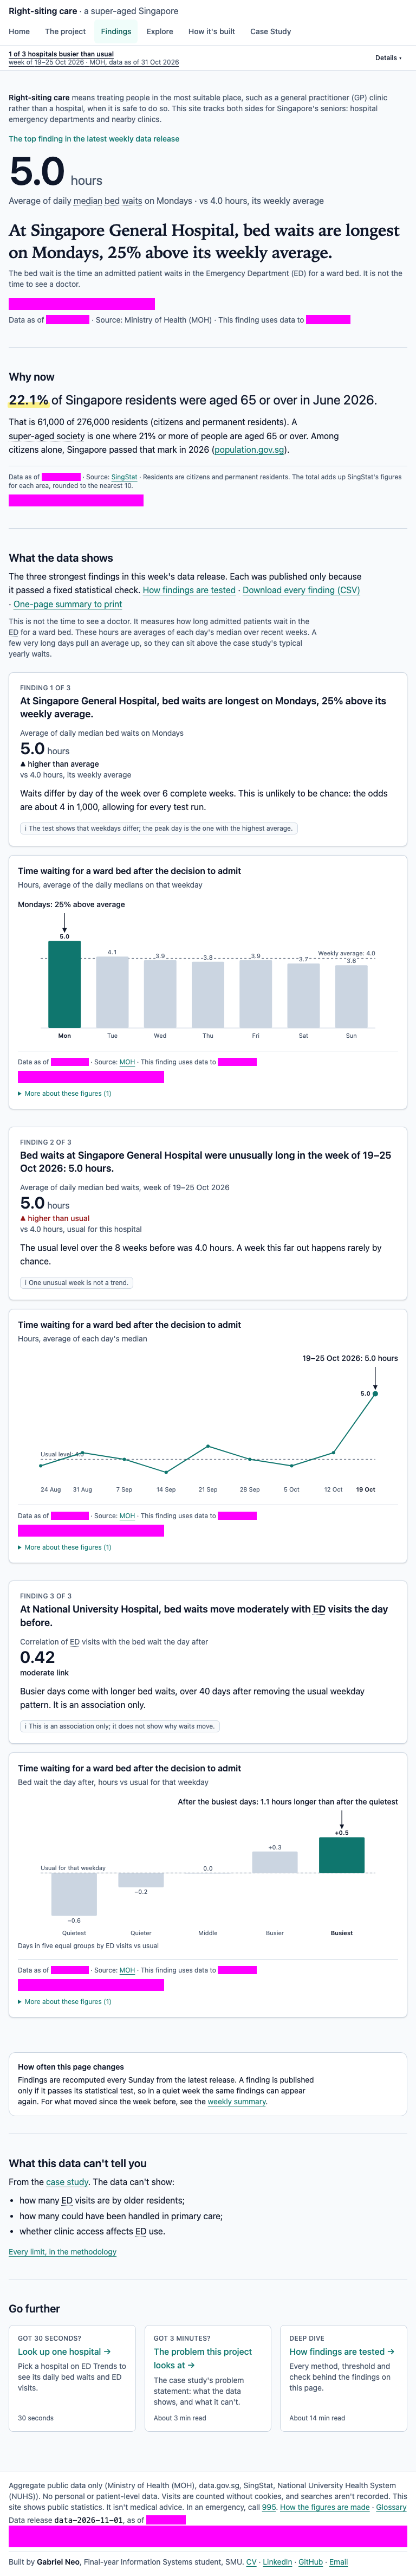 Right-siting care · a super-aged Singapore
Home The project Findings Explore How it's built Case Study
1 of 3 hospitals busier than usual
week of 19–25 Oct 2026 · MOH, data as of 31 Oct 2026
Details
Right-siting care means treating people in the most suitable place, such as a general practitioner (GP) clinic
rather than a hospital, when it is safe to do so. This site tracks both sides for Singapore's seniors: hospital
emergency departments and nearby clinics.
The top finding in the latest weekly data release
5.0 hours
Average of daily median bed waits on Mondays · vs 4.0 hours, its weekly average
At Singapore General Hospital, bed waits are longest
on Mondays, 25% above its weekly average.
The bed wait is the time an admitted patient waits in the Emergency Department (ED) for a ward bed. It is not the
time to see a doctor.
Data as of · Source: Ministry of Health (MOH) · This finding uses data to
Why now
22.1% of Singapore residents were aged 65 or over in June 2026.
That is 61,000 of 276,000 residents (citizens and permanent residents). A
super-aged society is one where 21% or more of people are aged 65 or over. Among
citizens alone, Singapore passed that mark in 2026 (population.gov.sg).
Data as of · Source: SingStat · Residents are citizens and permanent residents. The total adds up SingStat's figures
for each area, rounded to the nearest 10.
What the data shows
The three strongest findings in this week's data release. Each was published only because
it passed a fixed statistical check. How findings are tested · Download every finding (CSV)
· One-page summary to print
This is not the time to see a doctor. It measures how long admitted patients wait in the
ED for a ward bed. These hours are averages of each day's median over recent weeks. A
few very long days pull an average up, so they can sit above the case study's typical
yearly waits.
FINDING 1 OF 3
At Singapore General Hospital, bed waits are longest on Mondays, 25% above its
weekly average.
Average of daily median bed waits on Mondays
5.0 hours
▲ higher than average
vs 4.0 hours, its weekly average
Waits differ by day of the week over 6 complete weeks. This is unlikely to be chance: the odds
are about 4 in 1,000, allowing for every test run.
i The test shows that weekdays differ; the peak day is the one with the highest average.
Time waiting for a ward bed after the decision to admit
Hours, average of the daily medians on that weekday
Mondays: 25% above average
5.0 4.1 3.9 3.8 3.9 3.7 3.6
Weekly average: 4.0
Mon Tue Wed Thu Fri Sat Sun
Data as of · Source: MOH · This finding uses data to
▶ More about these figures (1)
FINDING 2 OF 3
Bed waits at Singapore General Hospital were unusually long in the week of 19–25
Oct 2026: 5.0 hours.
Average of daily median bed waits, week of 19–25 Oct 2026
5.0 hours
▲ higher than usual
vs 4.0 hours, usual for this hospital
The usual level over the 8 weeks before was 4.0 hours. A week this far out happens rarely by
chance.
i One unusual week is not a trend.
Time waiting for a ward bed after the decision to admit
Hours, average of each day's median
19–25 Oct 2026: 5.0 hours
5.0
Usual level: 4.0
24 Aug 31 Aug 7 Sep 14 Sep 21 Sep 28 Sep 5 Oct 12 Oct 19 Oct
Data as of · Source: MOH · This finding uses data to
▶ More about these figures (1)
FINDING 3 OF 3
At National University Hospital, bed waits move moderately with ED visits the day
before.
Correlation of ED visits with the bed wait the day after
0.42
moderate link
Busier days come with longer bed waits, over 40 days after removing the usual weekday
pattern. It is an association only.
i This is an association only; it does not show why waits move.
Time waiting for a ward bed after the decision to admit
Bed wait the day after, hours vs usual for that weekday
After the busiest days: 1.1 hours longer than after the quietest
+0.5
+0.3
Usual for that weekday
0.0
−0.2
−0.6
Quietest Quieter Middle Busier Busiest
Days in five equal groups by ED visits vs usual
Data as of · Source: MOH · This finding uses data to
▶ More about these figures (1)
How often this page changes
Findings are recomputed every Sunday from the latest release. A finding is published
only if it passes its statistical test, so in a quiet week the same findings can appear
again. For what moved since the week before, see the weekly summary.
What this data can't tell you
From the case study. The data can't show:
• how many ED visits are by older residents;
• how many could have been handled in primary care;
• whether clinic access affects ED use.
Every limit, in the methodology
Go further
GOT 30 SECONDS?
Look up one hospital →
Pick a hospital on ED Trends to
see its daily bed waits and ED
visits.
30 seconds
GOT 3 MINUTES?
The problem this project
looks at →
The case study's problem
statement: what the data
shows, and what it can't.
About 3 min read
DEEP DIVE
How findings are tested →
Every method, threshold and
check behind the findings on
this page.
About 14 min read
Aggregate public data only (Ministry of Health (MOH), data.gov.sg, SingStat, National University Health System
(NUHS)). No personal or patient-level data. Visits are counted without cookies, and searches aren't recorded. This
site shows public statistics. It isn't medical advice. In an emergency, call 995. How the figures are made · Glossary
Data release data-2026-11-01, as of
Built by Gabriel Neo, Final-year Information Systems student, SMU. CV · LinkedIn · GitHub · Email